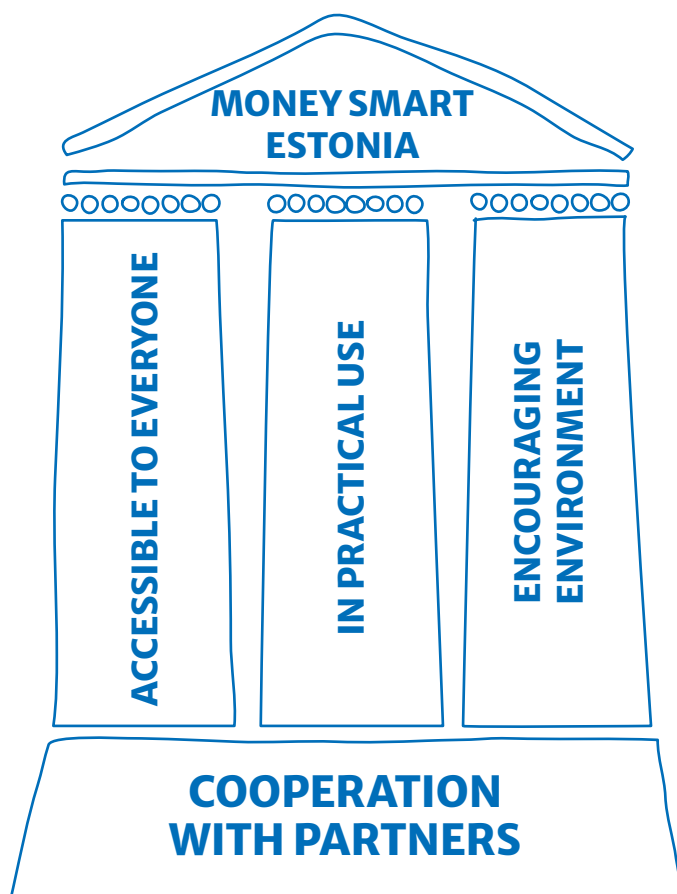 MONEY SMART
ESTONIA
ACCESSIBLE TO EVERYONE
IN PRACTICAL USE
ENCOURAGING
ENVIRONMENT
COOPERATION
WITH PARTNERS